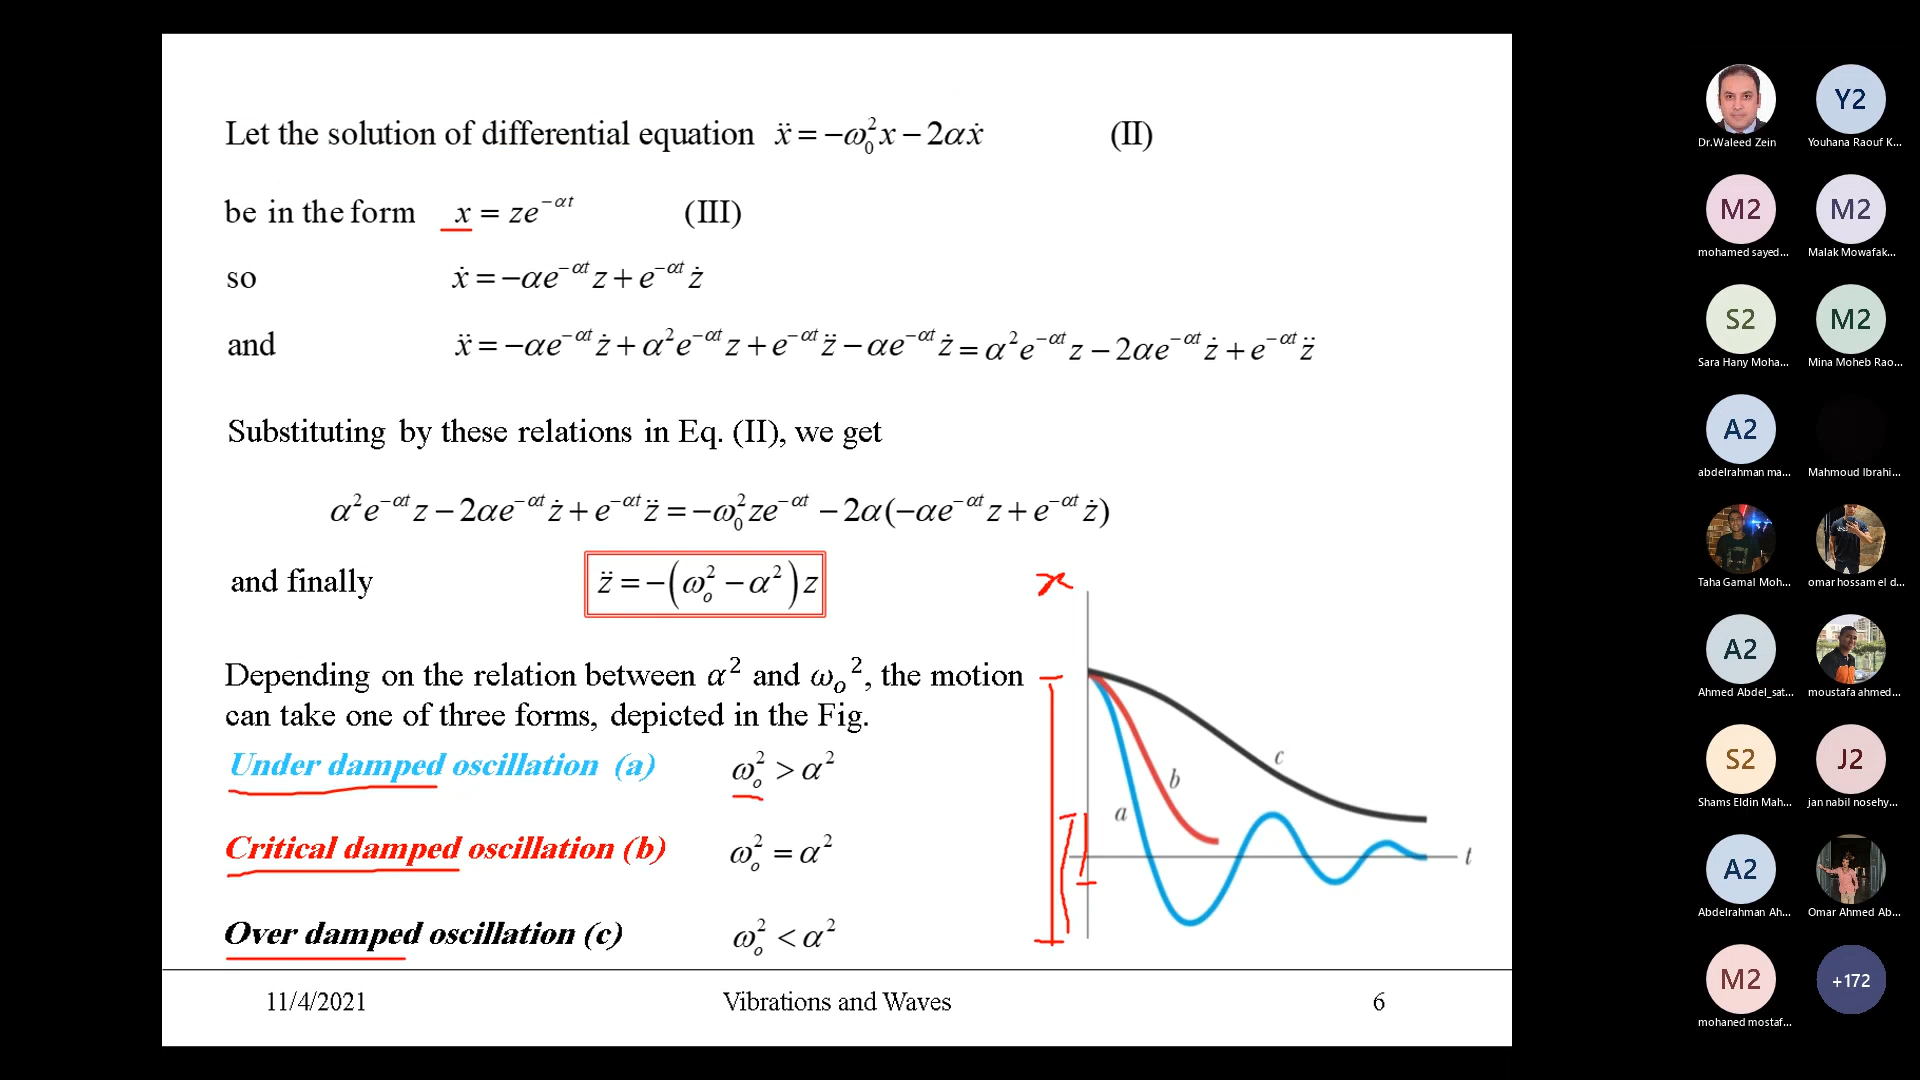 Let the solution of differential equation ẍ = −ω₀²x − 2αẋ (II)
be in the form x = ze^(−αt) (III)
so ẋ = −αe^(−αt)z + e^(−αt)ż
and ẍ = −αe^(−αt)ż + α²e^(−αt)z + e^(−αt)z̈ − αe^(−αt)ż = α²e^(−αt)z − 2αe^(−αt)ż + e^(−αt)z̈
Substituting by these relations in Eq. (II), we get
α²e^(−αt)z − 2αe^(−αt)ż + e^(−αt)z̈ = −ω₀²ze^(−αt) − 2α(−αe^(−αt)z + e^(−αt)ż)
and finally z̈ = −(ωₒ² − α²)z
x
Depending on the relation between α² and ωₒ², the motion
can take one of three forms, depicted in the Fig.
Under damped oscillation (a) ωₒ² > α²
Critical damped oscillation (b) ωₒ² = α²
Over damped oscillation (c) ωₒ² < α²
a
b
c
t
11/4/2021 Vibrations and Waves 6
Dr.Waleed Zein
Y2
Youhana Raouf K...
M2
mohamed sayed...
M2
Malak Mowafak...
S2
Sara Hany Moha...
M2
Mina Moheb Rao...
A2
abdelrahman ma...
Mahmoud Ibrahi...
Taha Gamal Moh...
omar hossam el d...
A2
Ahmed Abdel_sat...
moustafa ahmed...
S2
Shams Eldin Mah...
J2
jan nabil nosehy...
A2
Abdelrahman Ah...
Omar Ahmed Ab...
M2
mohaned mostaf...
+172